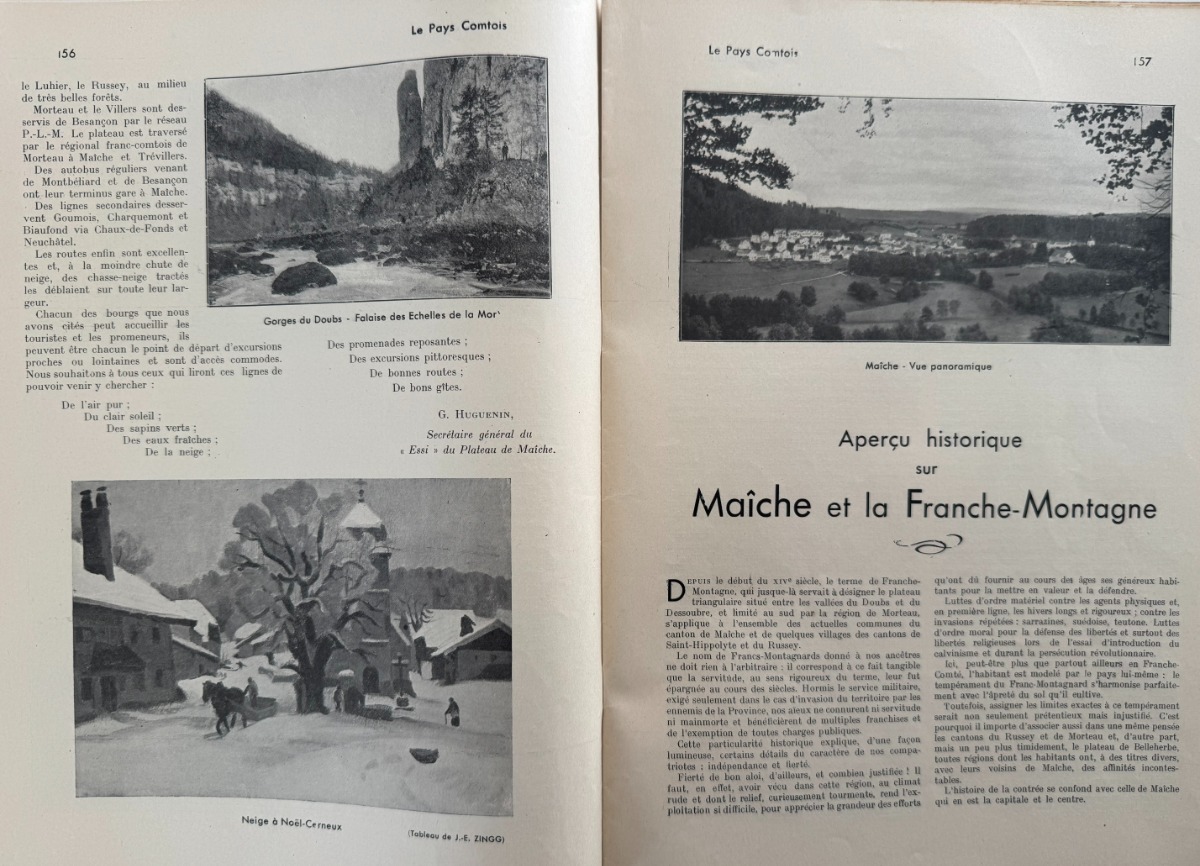 156
Le Pays Comtois
le Luhier, le Russey, au milieu
de très belles forêts.
Morteau et le Villers sont des-
servis de Besançon par le réseau
P.-L.-M. Le plateau est traversé
par le régional franc-comtois de
Morteau à Maîche et Trévillers.
Des autobus réguliers venant
de Montbéliard et de Besançon
ont leur terminus gare à Maîche.
Des lignes secondaires desser-
vent Goumois, Charquemont et
Biaufond via Chaux-de-Fonds et
Neuchâtel.
Les routes enfin sont excellen-
tes et, à la moindre chute de
neige, des chasse-neige tractés
les déblaient sur toute leur lar-
geur.
Chacun des bourgs que nous
avons cités peut accueillir les
touristes et les promeneurs, ils
peuvent être chacun le point de départ d'excursions
proches ou lointaines et sont d'accès commodes.
Nous souhaitons à tous ceux qui liront ces lignes de
pouvoir venir y chercher :
De l'air pur ;
Du clair soleil ;
Des sapins verts ;
Des eaux fraîches ;
De la neige ;
Gorges du Doubs - Falaise des Echelles de la Mor
Des promenades reposantes ;
Des excursions pittoresques ;
De bonnes routes ;
De bons gîtes.
G. Huguenin,
Secrétaire général du
« Essi » du Plateau de Maîche.
Neige à Noël-Cerneux
(Tableau de J.-E. ZINGG)
Le Pays Comtois
157
Maîche - Vue panoramique
Aperçu historique
sur
Maîche et la Franche-Montagne
Depuis le début du XIVe siècle, le terme de Franche-
Montagne, qui jusque-là servait à désigner le plateau
triangulaire situé entre les vallées du Doubs et du
Dessoubre, et limité au sud par la région de Morteau,
s'applique à l'ensemble des actuelles communes du
canton de Maîche et de quelques villages des cantons de
Saint-Hippolyte et du Russey.
Le nom de Francs-Montagnards donné à nos ancêtres
ne doit rien à l'arbitraire : il correspond à ce fait tangible
que la servitude, au sens rigoureux du terme, leur fut
épargnée au cours des siècles. Hormis le service militaire,
exigé seulement dans le cas d'invasion du territoire par les
ennemis de la Province, nos aieux ne connurent ni servitude
ni mainmorte et bénéficièrent de multiples franchises et
de l'exemption de toutes charges publiques.
Cette particularité historique explique, d'une façon
lumineuse, certains détails du caractère de nos compa-
triotes : indépendance et fierté.
Fierté de bon aloi, d'ailleurs, et combien justifiée ! Il
faut, en effet, avoir vécu dans cette région, au climat
rude et dont le relief, curieusement tourmenté, rend l'ex-
ploitation si difficile, pour apprécier la grandeur des efforts
qu'ont dû fournir au cours des âges ses généreux habi-
tants pour la mettre en valeur et la défendre.
Luttes d'ordre matériel contre les agents physiques et,
en première ligne, les hivers longs et rigoureux ; contre les
invasions répétées : sarrazines, suédoise, teutone. Luttes
d'ordre moral pour la défense des libertés et surtout des
libertés religieuses lors de l'essai d'introduction du
calvinisme et durant la persécution révolutionnaire.
Ici, peut-être plus que partout ailleurs en Franche-
Comté, l'habitant est modelé par le pays lui-même : le
tempérament du Franc-Montagnard s'harmonise parfaite-
ment avec l'âpreté du sol qu'il cultive.
Toutefois, assigner les limites exactes à ce tempérament
serait non seulement prétentieux mais injustifié. C'est
pourquoi il importe d'associer aussi dans une même pensée
les cantons du Russey et de Morteau et, d'autre part,
mais un peu plus timidement, le plateau de Belleherbe,
toutes régions dont les habitants ont, à des titres divers,
avec leurs voisins de Maîche, des affinités incontes-
tables.
L'histoire de la contrée se confond avec celle de Maîche
qui en est la capitale et le centre.